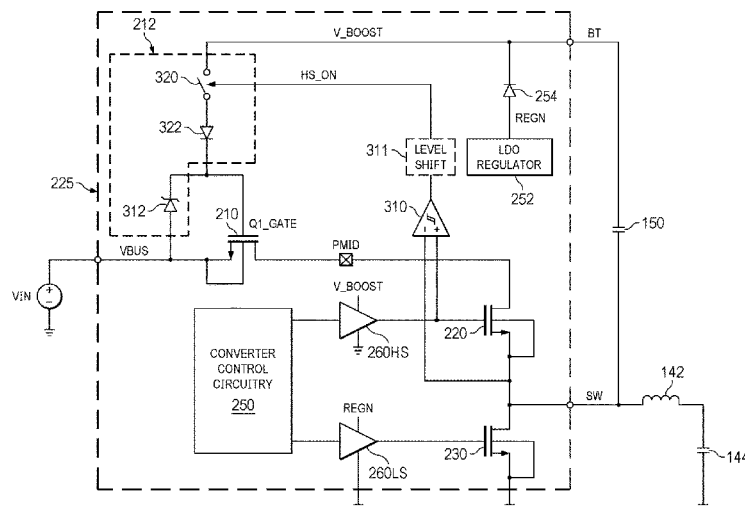 212
V_BOOST
BT
320
HS_ON
254
REGN
322
311
LEVEL
SHIFT
LDO
REGULATOR
252
225
312
210
Q1_GATE
310
150
VBUS
PMID
VIN
+
−
− +
V_BOOST
220
CONVERTER
CONTROL
CIRCUITRY
250
260HS
142
SW
REGN
230
144
260LS